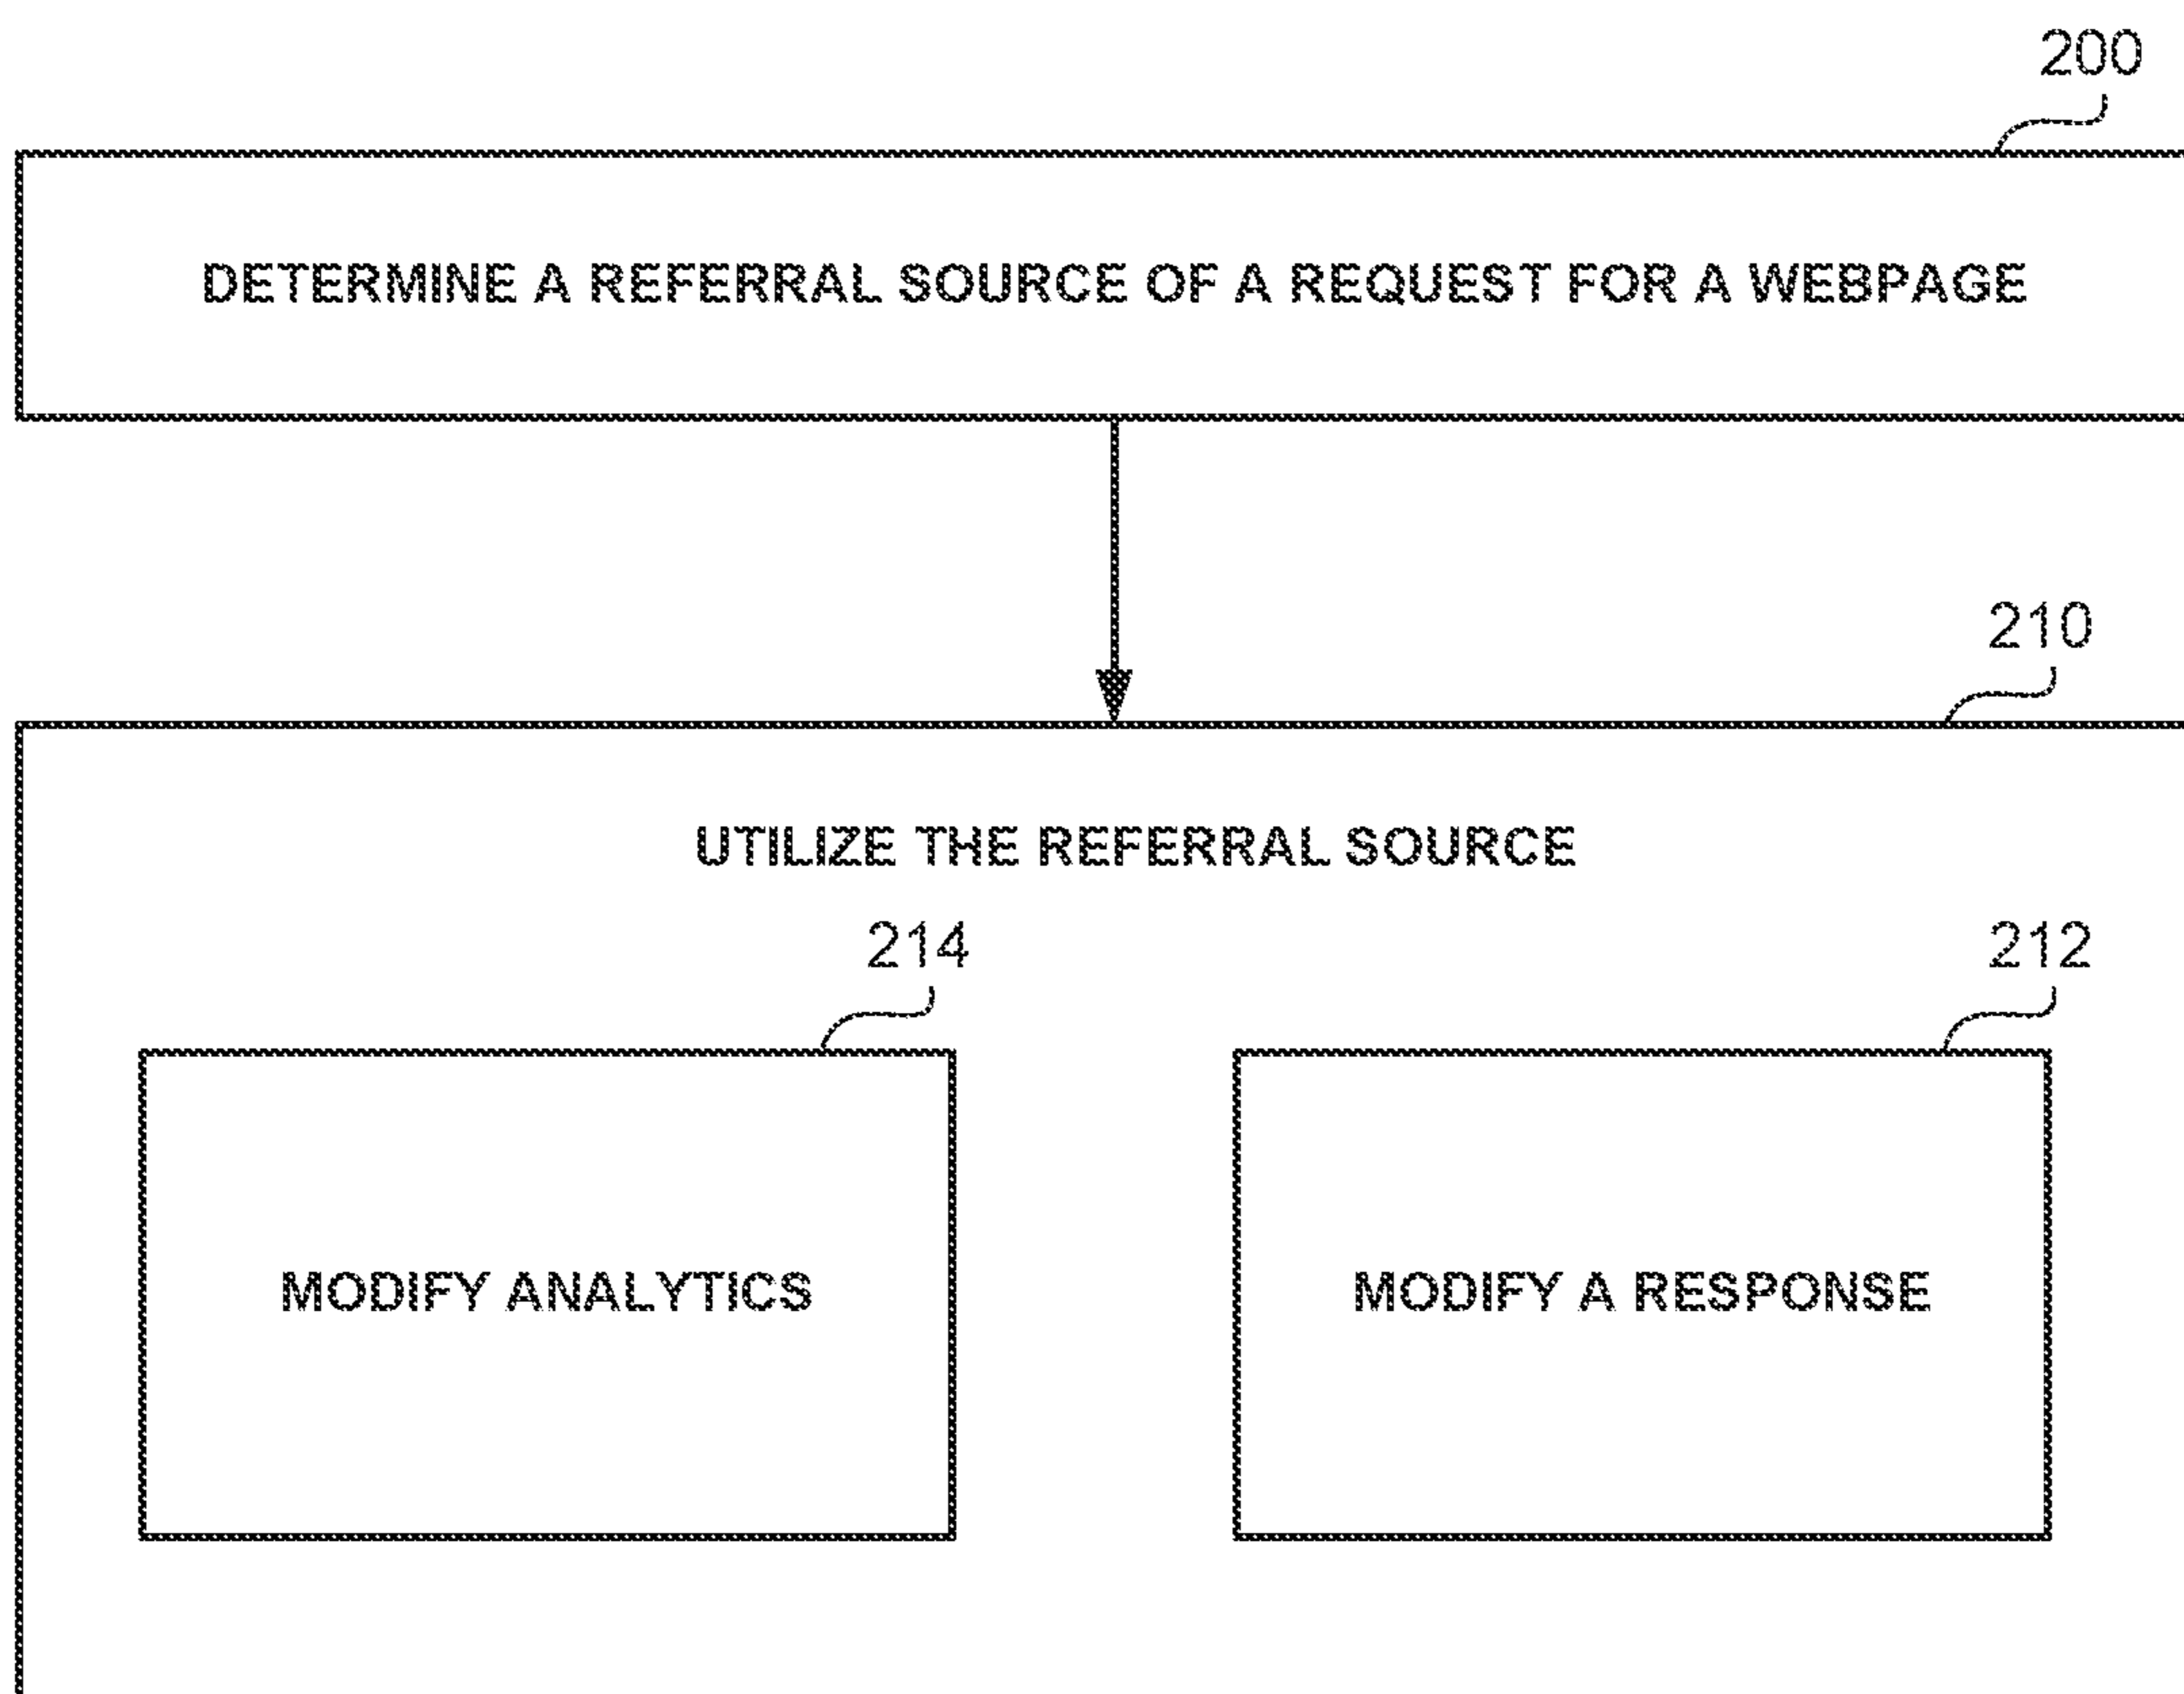 200
DETERMINE A REFERRAL SOURCE OF A REQUEST FOR A WEBPAGE
210
UTILIZE THE REFERRAL SOURCE
214
212
MODIFY ANALYTICS
MODIFY A RESPONSE